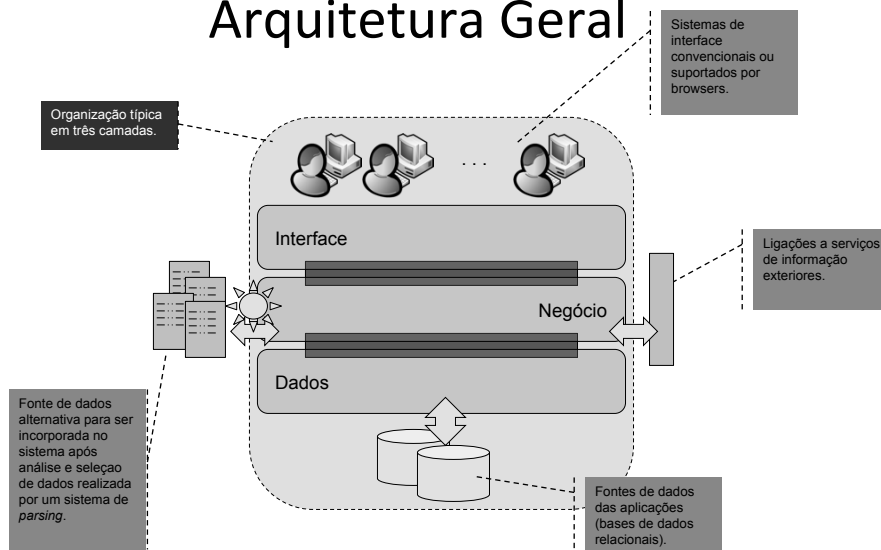 Arquitetura Geral
Sistemas de
interface
convencionais ou
suportados por
browsers.
Organização típica
em três camadas.
. . .
Interface
Ligações a serviços
de informação
exteriores.
Negócio
Dados
Fonte de dados
alternativa para ser
incorporada no
sistema após
análise e seleçao
de dados realizada
por um sistema de
parsing.
Fontes de dados
das aplicações
(bases de dados
relacionais).